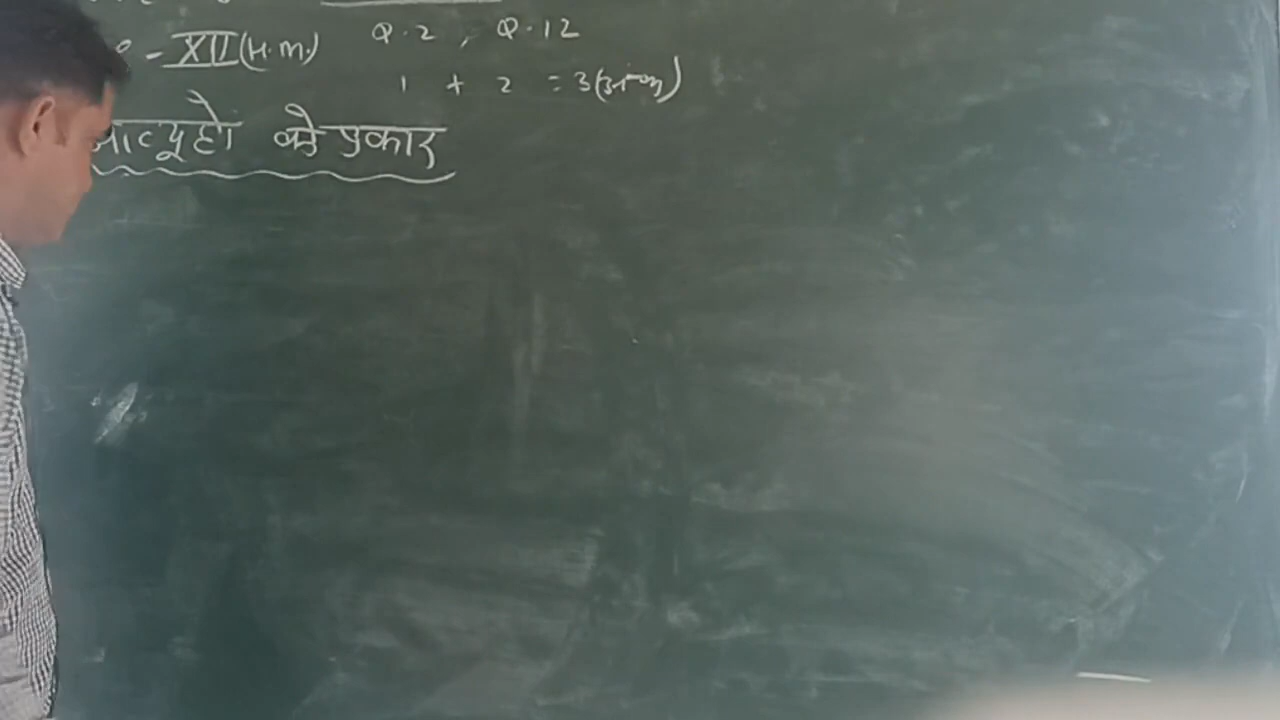 - XII (H.M.)
Q.2, Q.12
1 + 2 = 3 (अंक)
आव्यूहों के प्रकार